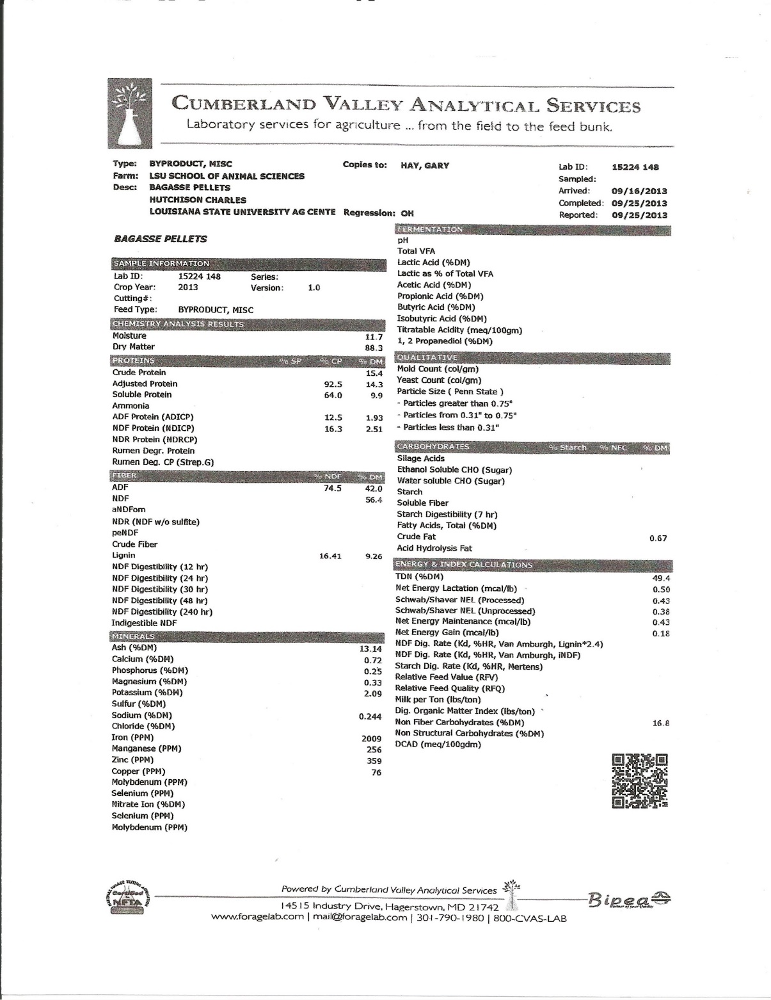 CUMBERLAND VALLEY ANALYTICAL SERVICES
Laboratory services for agriculture ... from the field to the feed bunk.
Type: BYPRODUCT, MISC
Farm: LSU SCHOOL OF ANIMAL SCIENCES
Desc: BAGASSE PELLETS
HUTCHISON CHARLES
LOUISIANA STATE UNIVERSITY AG CENTE Regression: OH
Copies to: HAY, GARY
Lab ID: 15224 148
Sampled:
Arrived: 09/16/2013
Completed: 09/25/2013
Reported: 09/25/2013
BAGASSE PELLETS
SAMPLE INFORMATION
Lab ID: 15224 148 Series:
Crop Year: 2013 Version: 1.0
Cutting#:
Feed Type: BYPRODUCT, MISC
CHEMISTRY ANALYSIS RESULTS
Moisture 11.7
Dry Matter 88.3
PROTEINS % SP % CP % DM
Crude Protein 15.4
Adjusted Protein 92.5 14.3
Soluble Protein 64.0 9.9
Ammonia
ADF Protein (ADICP) 12.5 1.93
NDF Protein (NDICP) 16.3 2.51
NDR Protein (NDRCP)
Rumen Degr. Protein
Rumen Deg. CP (Strep.G)
FIBER % NDF % DM
ADF 74.5 42.0
NDF 56.4
aNDFom
NDR (NDF w/o sulfite)
peNDF
Crude Fiber
Lignin 16.41 9.26
NDF Digestibility (12 hr)
NDF Digestibility (24 hr)
NDF Digestibility (30 hr)
NDF Digestibility (48 hr)
NDF Digestibility (240 hr)
Indigestible NDF
MINERALS
Ash (%DM) 13.14
Calcium (%DM) 0.72
Phosphorus (%DM) 0.25
Magnesium (%DM) 0.33
Potassium (%DM) 2.09
Sulfur (%DM)
Sodium (%DM) 0.244
Chloride (%DM)
Iron (PPM) 2009
Manganese (PPM) 256
Zinc (PPM) 359
Copper (PPM) 76
Molybdenum (PPM)
Selenium (PPM)
Nitrate Ion (%DM)
Selenium (PPM)
Molybdenum (PPM)
FERMENTATION
pH
Total VFA
Lactic Acid (%DM)
Lactic as % of Total VFA
Acetic Acid (%DM)
Propionic Acid (%DM)
Butyric Acid (%DM)
Isobutyric Acid (%DM)
Titratable Acidity (meq/100gm)
1, 2 Propanediol (%DM)
QUALITATIVE
Mold Count (col/gm)
Yeast Count (col/gm)
Particle Size ( Penn State )
- Particles greater than 0.75"
- Particles from 0.31" to 0.75"
- Particles less than 0.31"
CARBOHYDRATES % Starch % NFC % DM
Silage Acids
Ethanol Soluble CHO (Sugar)
Water soluble CHO (Sugar)
Starch
Soluble Fiber
Starch Digestibility (7 hr)
Fatty Acids, Total (%DM)
Crude Fat 0.67
Acid Hydrolysis Fat
ENERGY & INDEX CALCULATIONS
TDN (%DM) 49.4
Net Energy Lactation (mcal/lb) 0.50
Schwab/Shaver NEL (Processed) 0.43
Schwab/Shaver NEL (Unprocessed) 0.38
Net Energy Maintenance (mcal/lb) 0.43
Net Energy Gain (mcal/lb) 0.18
NDF Dig. Rate (Kd, %HR, Van Amburgh, Lignin*2.4)
NDF Dig. Rate (Kd, %HR, Van Amburgh, iNDF)
Starch Dig. Rate (Kd, %HR, Mertens)
Relative Feed Value (RFV)
Relative Feed Quality (RFQ)
Milk per Ton (lbs/ton)
Dig. Organic Matter Index (lbs/ton)
Non Fiber Carbohydrates (%DM) 16.8
Non Structural Carbohydrates (%DM)
DCAD (meq/100gdm)
Certified
NFTA
Powered by Cumberland Valley Analytical Services
14515 Industry Drive, Hagerstown, MD 21742
www.foragelab.com | mail@foragelab.com | 301-790-1980 | 800-CVAS-LAB
Bipea
Partner of your Quality